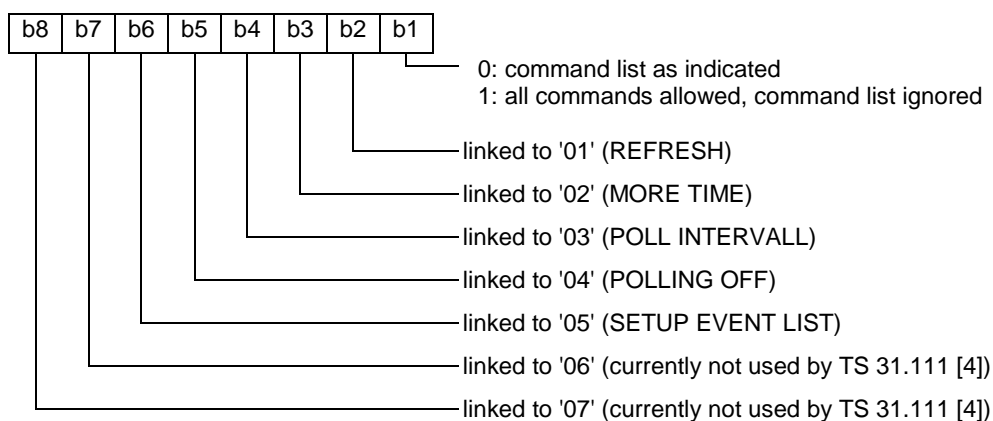 b8 b7 b6 b5 b4 b3 b2 b1
0: command list as indicated
1: all commands allowed, command list ignored
linked to '01' (REFRESH)
linked to '02' (MORE TIME)
linked to '03' (POLL INTERVALL)
linked to '04' (POLLING OFF)
linked to '05' (SETUP EVENT LIST)
linked to '06' (currently not used by TS 31.111 [4])
linked to '07' (currently not used by TS 31.111 [4])